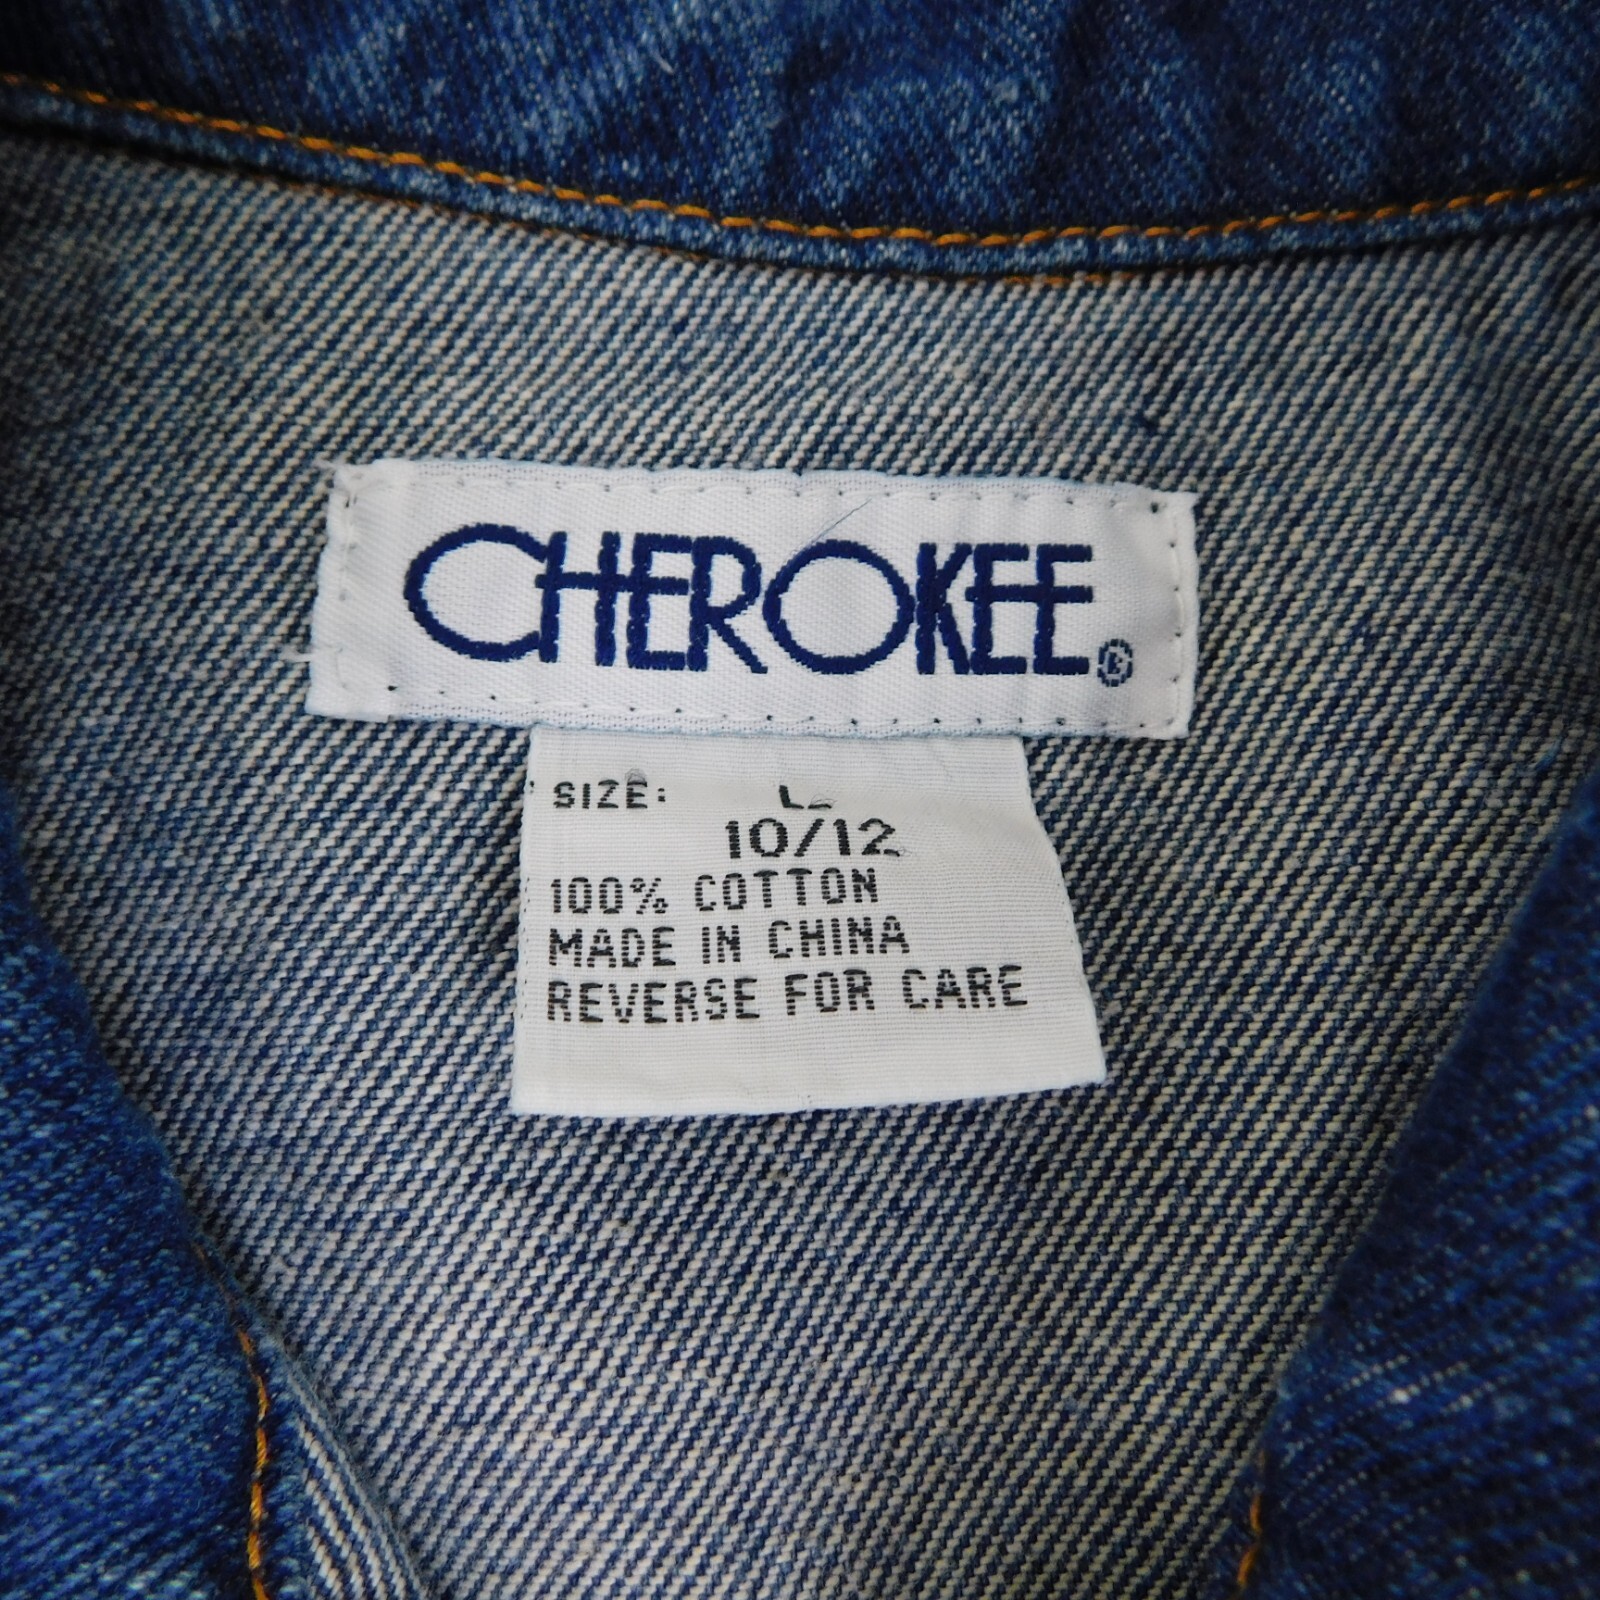 CHEROKEE®
SIZE: L
10/12
100% COTTON
MADE IN CHINA
REVERSE FOR CARE